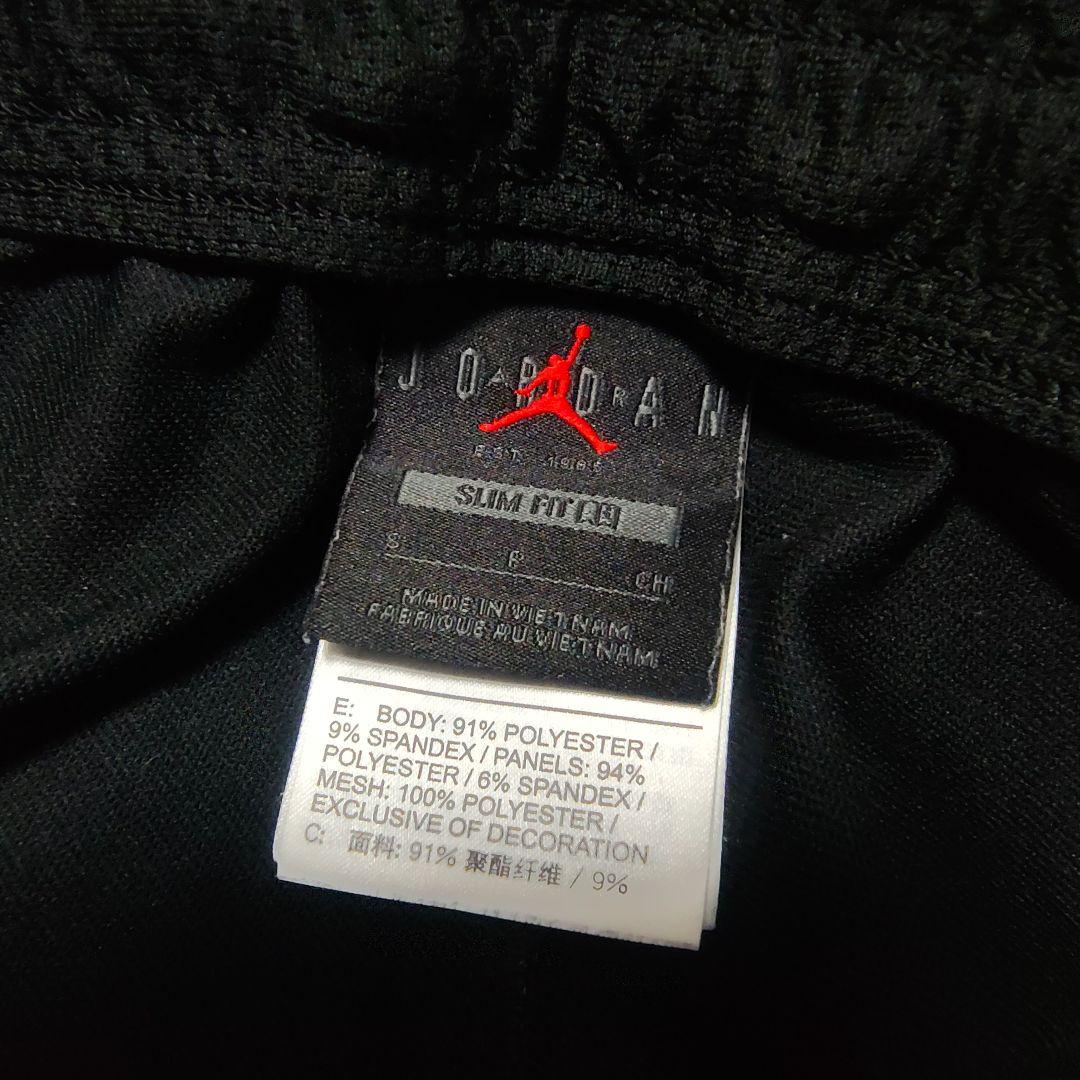 JORDAN
AIR
EST. 1985
SLIM FIT
S P CH
MADE IN VIETNAM
FABRIQUE AU VIETNAM
E: BODY: 91% POLYESTER /
9% SPANDEX / PANELS: 94%
POLYESTER / 6% SPANDEX /
MESH: 100% POLYESTER /
EXCLUSIVE OF DECORATION
C: 面料: 91% 聚酯纤维 / 9%